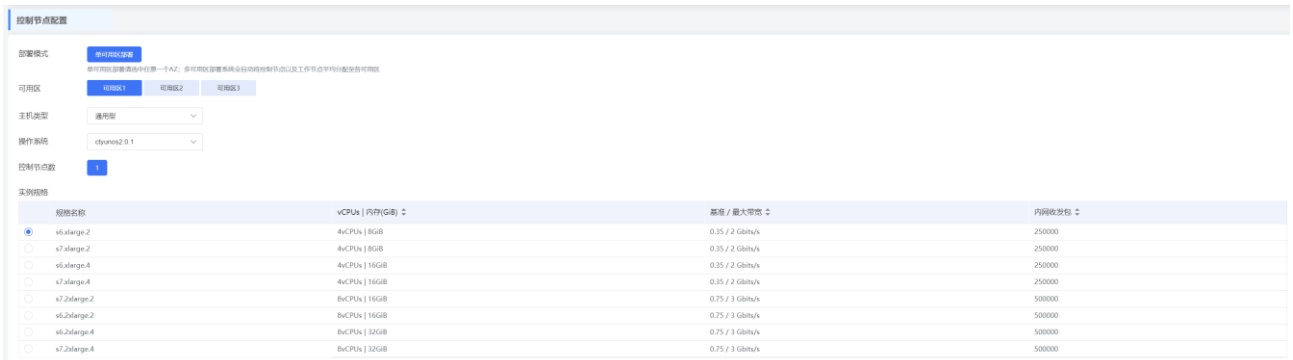 控制节点配置
部署模式 单可用区部署
单可用区部署请选中任意一个AZ；多可用区部署系统会自动将控制节点以及工作节点平均分配至各可用区
可用区 可用区1 可用区2 可用区3
主机类型 通用型
操作系统 ctyunos2.0.1
控制节点数 1
实例规格
规格名称 vCPUs | 内存(GiB) 基准 / 最大带宽 内网收发包
s6.xlarge.2 4vCPUs | 8GiB 0.35 / 2 Gbits/s 250000
s7.xlarge.2 4vCPUs | 8GiB 0.35 / 2 Gbits/s 250000
s6.xlarge.4 4vCPUs | 16GiB 0.35 / 2 Gbits/s 250000
s7.xlarge.4 4vCPUs | 16GiB 0.35 / 2 Gbits/s 250000
s7.2xlarge.2 8vCPUs | 16GiB 0.75 / 3 Gbits/s 500000
s6.2xlarge.2 8vCPUs | 16GiB 0.75 / 3 Gbits/s 500000
s6.2xlarge.4 8vCPUs | 32GiB 0.75 / 3 Gbits/s 500000
s7.2xlarge.4 8vCPUs | 32GiB 0.75 / 3 Gbits/s 500000